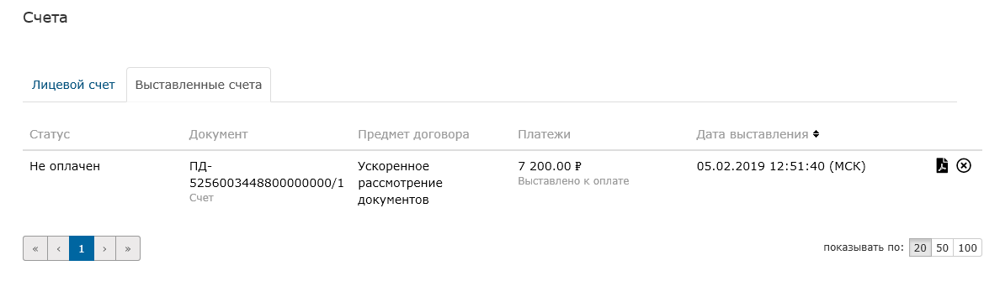 Счета
Лицевой счет Выставленные счета
Статус Документ Предмет договора Платежи Дата выставления
Не оплачен ПД- Ускоренное 7 200.00 ₽ 05.02.2019 12:51:40 (МСК)
5256003448800000000/1 рассмотрение Выставлено к оплате
Счет документов
« ‹ 1 › » показывать по: 20 50 100